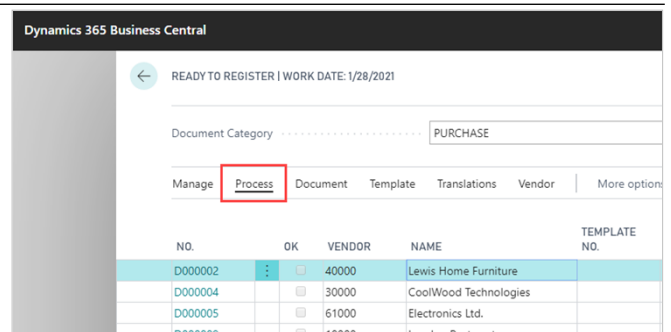 Dynamics 365 Business Central
READY TO REGISTER | WORK DATE: 1/28/2021
Document Category PURCHASE
Manage Process Document Template Translations Vendor More options
NO. OK VENDOR NAME TEMPLATE NO.
D000002 40000 Lewis Home Furniture
D000004 30000 CoolWood Technologies
D000005 61000 Electronics Ltd.